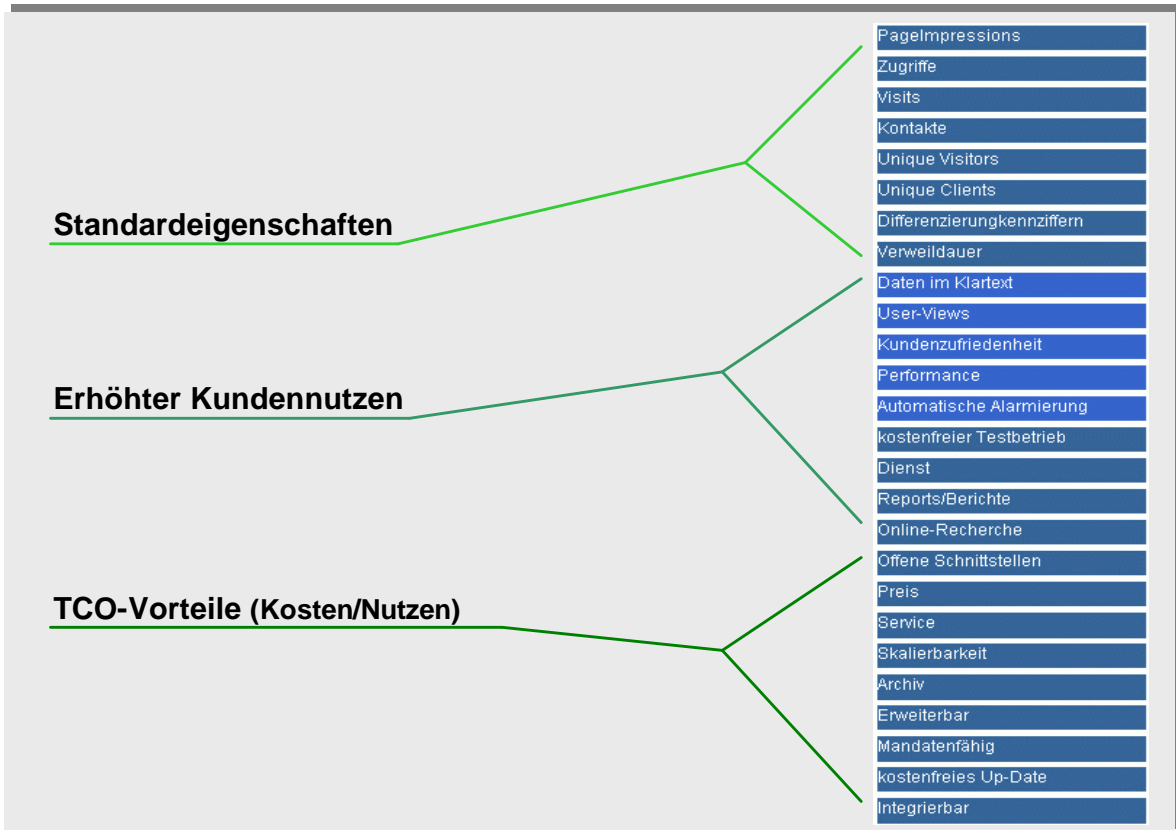 PageImpressions
Zugriffe
Visits
Kontakte
Unique Visitors
Unique Clients
Standardeigenschaften
Differenzierungkennziffern
Verweildauer
Daten im Klartext
User-Views
Kundenzufriedenheit
Performance
Erhöhter Kundennutzen
Automatische Alarmierung
kostenfreier Testbetrieb
Dienst
Reports/Berichte
Online-Recherche
Offene Schnittstellen
Preis
TCO-Vorteile (Kosten/Nutzen)
Service
Skalierbarkeit
Archiv
Erweiterbar
Mandatenfähig
kostenfreies Up-Date
Integrierbar